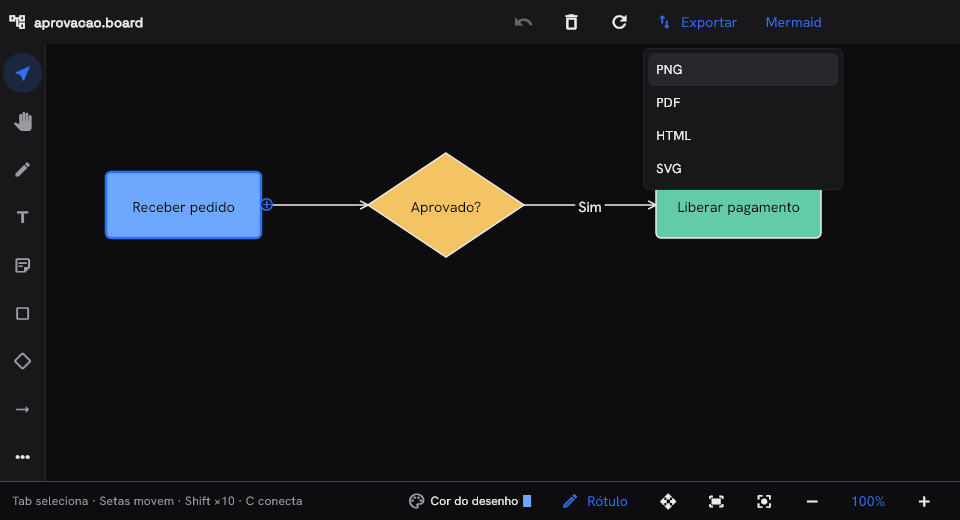 aprovacao.board
Exportar
Mermaid
PNG
PDF
HTML
SVG
Receber pedido
Aprovado?
Sim
Liberar pagamento
T
Tab seleciona · Setas movem · Shift ×10 · C conecta
Cor do desenho
Rótulo
100%